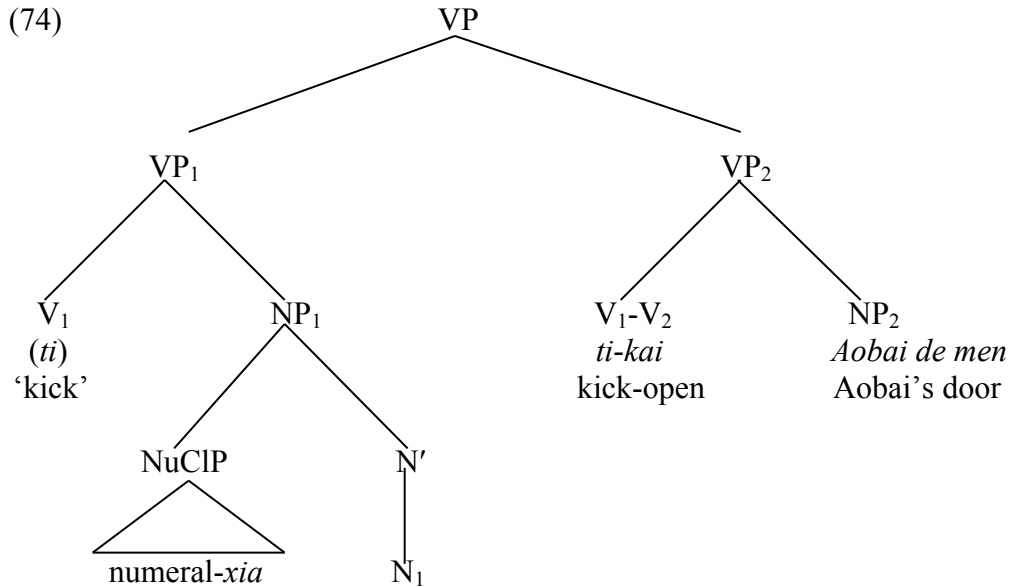 (74) VP
VP₁ VP₂
V₁ NP₁ V₁-V₂ NP₂
(ti) ti-kai Aobai de men
‘kick’ kick-open Aobai’s door
NuClP N′
numeral-xia N₁